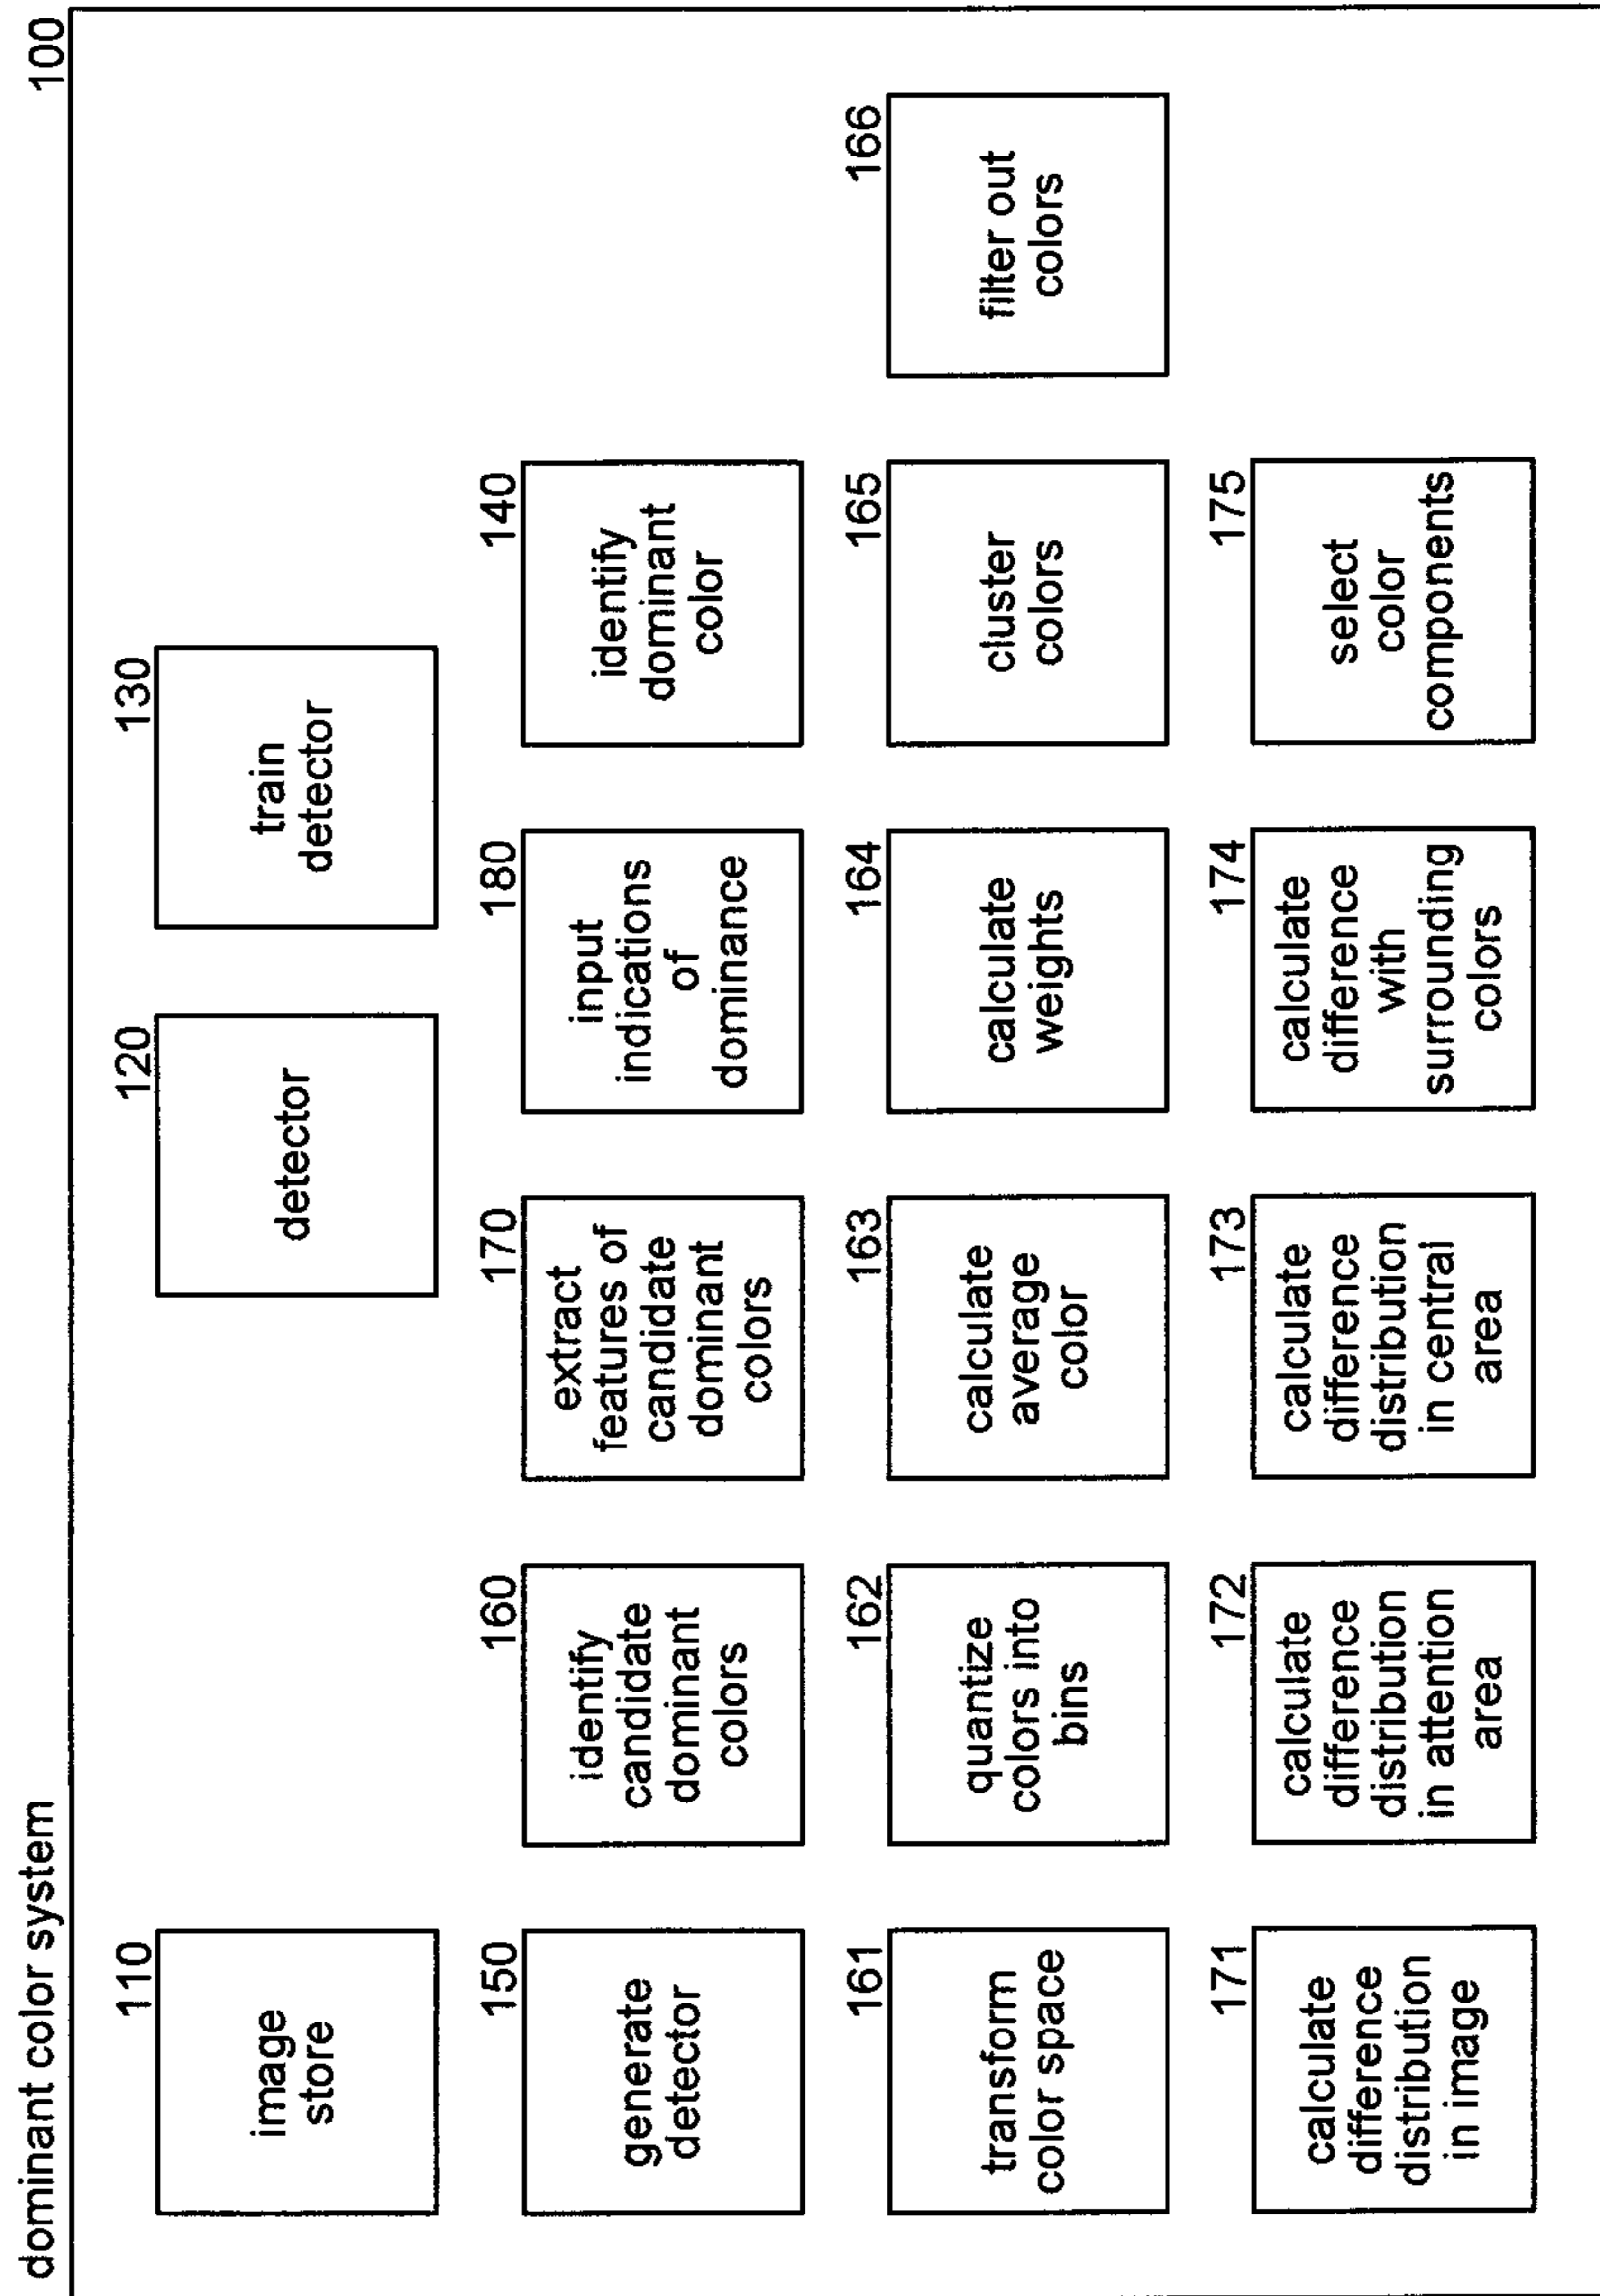 dominant color system
100
110
image
store
120
detector
130
train
detector
150
generate
detector
160
identify
candidate
dominant
colors
170
extract
features of
candidate
dominant
colors
180
input
indications
of
dominance
140
identify
dominant
color
161
transform
color space
162
quantize
colors into
bins
163
calculate
average
color
164
calculate
weights
165
cluster
colors
166
filter out
colors
171
calculate
difference
distribution
in image
172
calculate
difference
distribution
in attention
area
173
calculate
difference
distribution
in central
area
174
calculate
difference
with
surrounding
colors
175
select
color
components